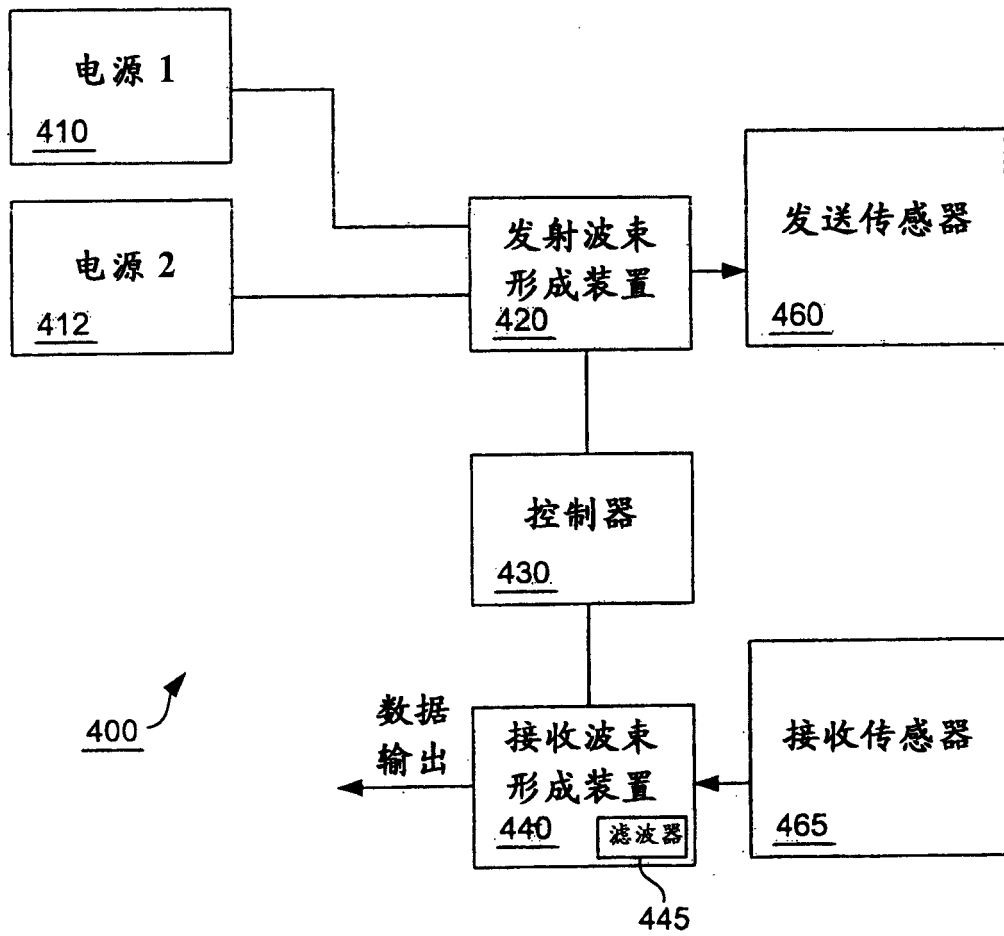 电源 1
410
电源 2
412
发射波束
形成装置
420
发送传感器
460
控制器
430
400
数据
输出
接收波束
形成装置
440
滤波器
445
接收传感器
465